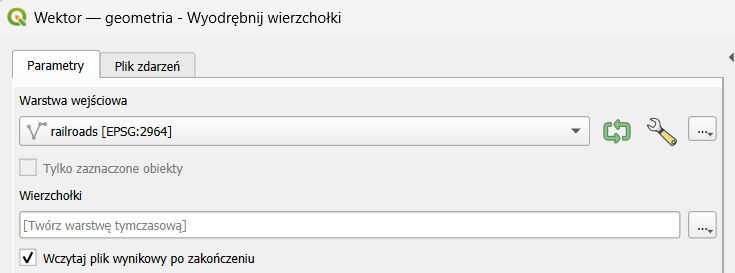 Wektor — geometria - Wyodrębnij wierzchołki
Parametry Plik zdarzeń
Warstwa wejściowa
railroads [EPSG:2964] ...
Tylko zaznaczone obiekty
Wierzchołki
[Twórz warstwę tymczasową] ...
Wczytaj plik wynikowy po zakończeniu